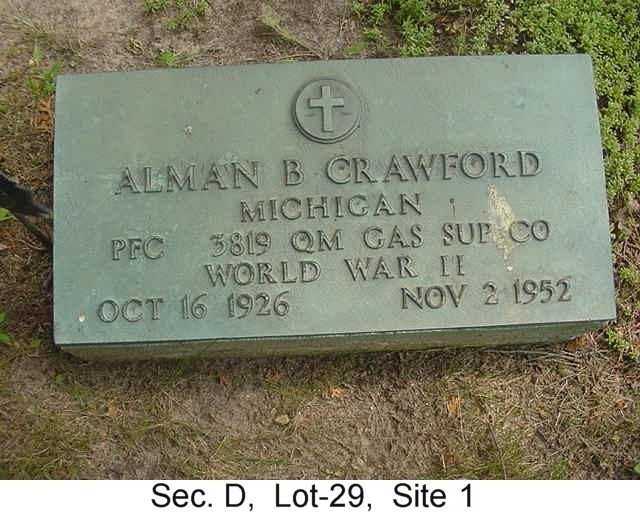 ALMAN B CRAWFORD
MICHIGAN
PFC 3819 QM GAS SUP CO
WORLD WAR II
OCT 16 1926 NOV 2 1952
Sec. D, Lot-29, Site 1